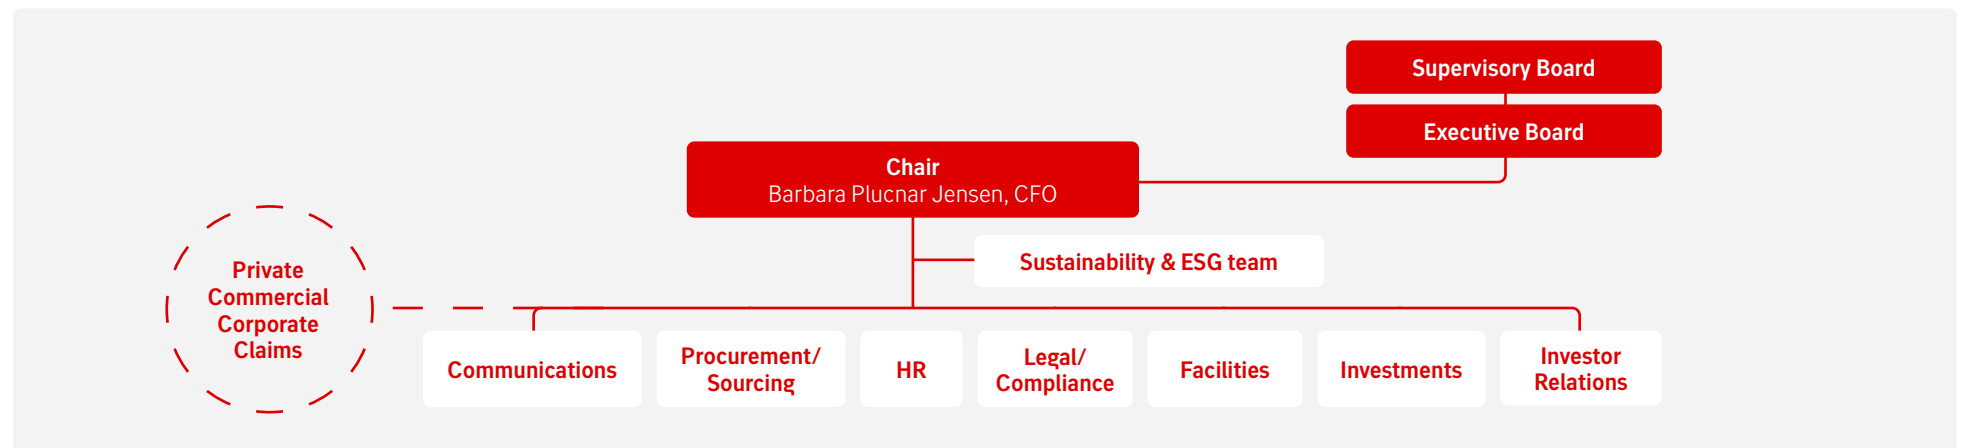 Supervisory Board
Executive Board
Chair
Barbara Plucnar Jensen, CFO
Sustainability & ESG team
Private
Commercial
Corporate
Claims
Communications
Procurement/
Sourcing
HR
Legal/
Compliance
Facilities
Investments
Investor
Relations